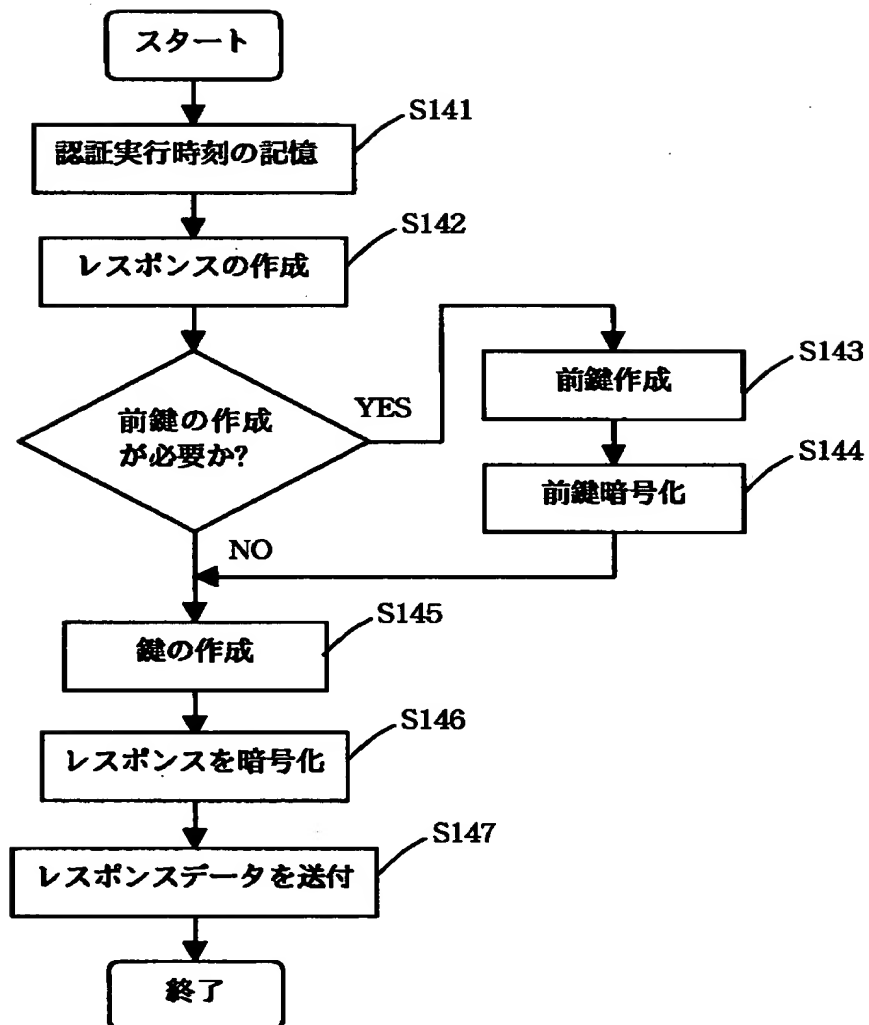 スタート
S141
認証実行時刻の記憶
S142
レスポンスの作成
前鍵の作成
が必要か?
YES
S143
前鍵作成
S144
前鍵暗号化
NO
S145
鍵の作成
S146
レスポンスを暗号化
S147
レスポンスデータを送付
終了